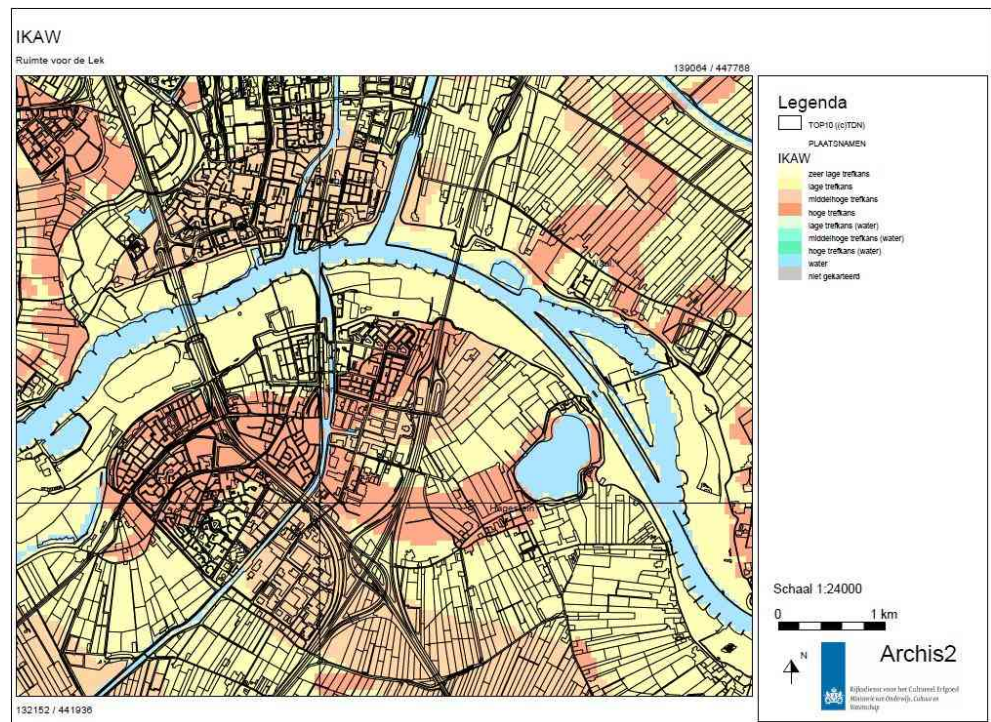 IKAW
Ruimte voor de Lek
139064 / 447768
Legenda
TOP10 ((c)TDN)
PLAATSNAMEN
IKAW
zeer lage trefkans
lage trefkans
middelhoge trefkans
hoge trefkans
lage trefkans (water)
middelhoge trefkans (water)
hoge trefkans (water)
water
niet gekarteerd
Hagestein
Schaal 1:24000
0 1 km
N
Archis2
Rijksdienst voor het Cultureel Erfgoed
Ministerie van Onderwijs, Cultuur en
Wetenschap
132152 / 441936